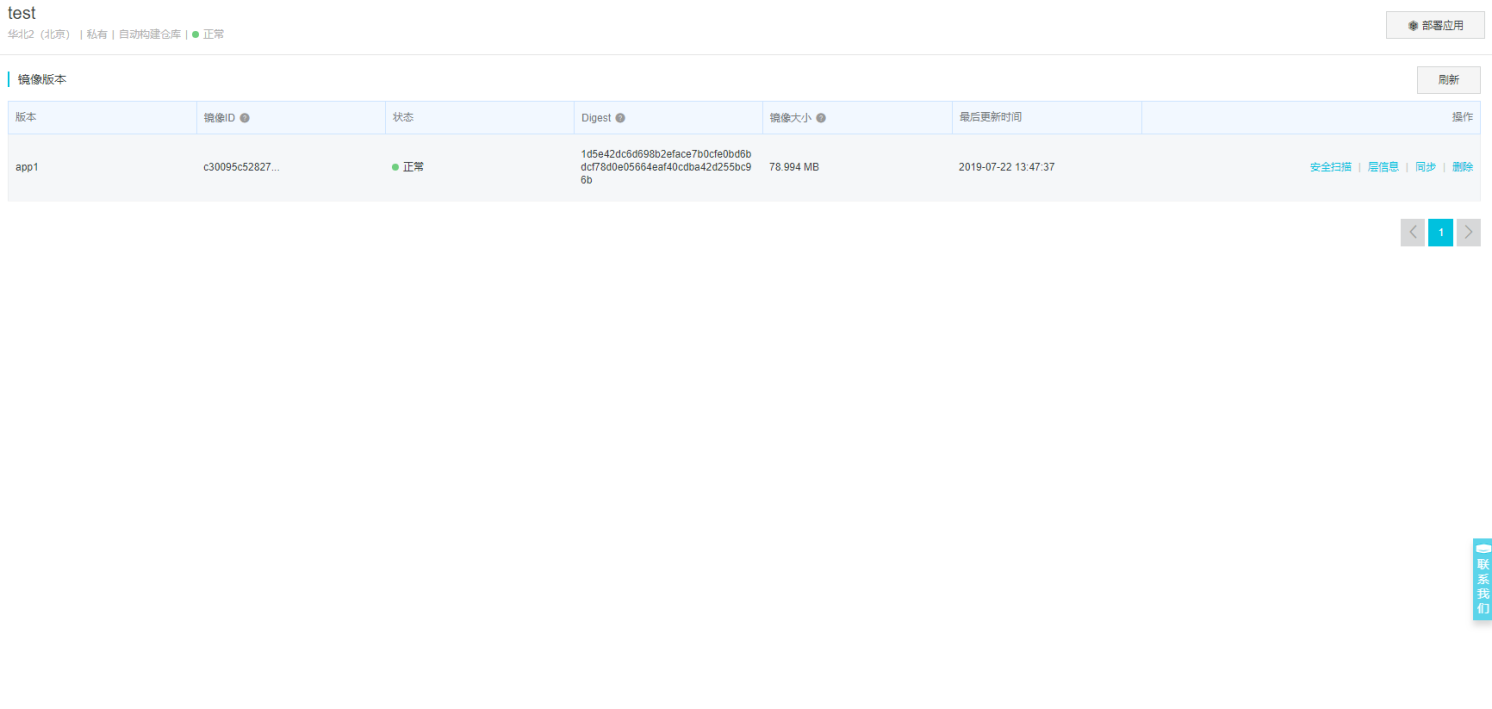 test
华北2（北京） | 私有 | 自动构建仓库 | 正常
部署应用
镜像版本
刷新
版本 镜像ID 状态 Digest 镜像大小 最后更新时间 操作
app1 c30095c52827... 正常 1d5e42dc6d698b2eface7b0cfe0bd6b
dcf78d0e05664eaf40cdba42d255bc9
6b
78.994 MB 2019-07-22 13:47:37 安全扫描 | 层信息 | 同步 | 删除
1
联系我们